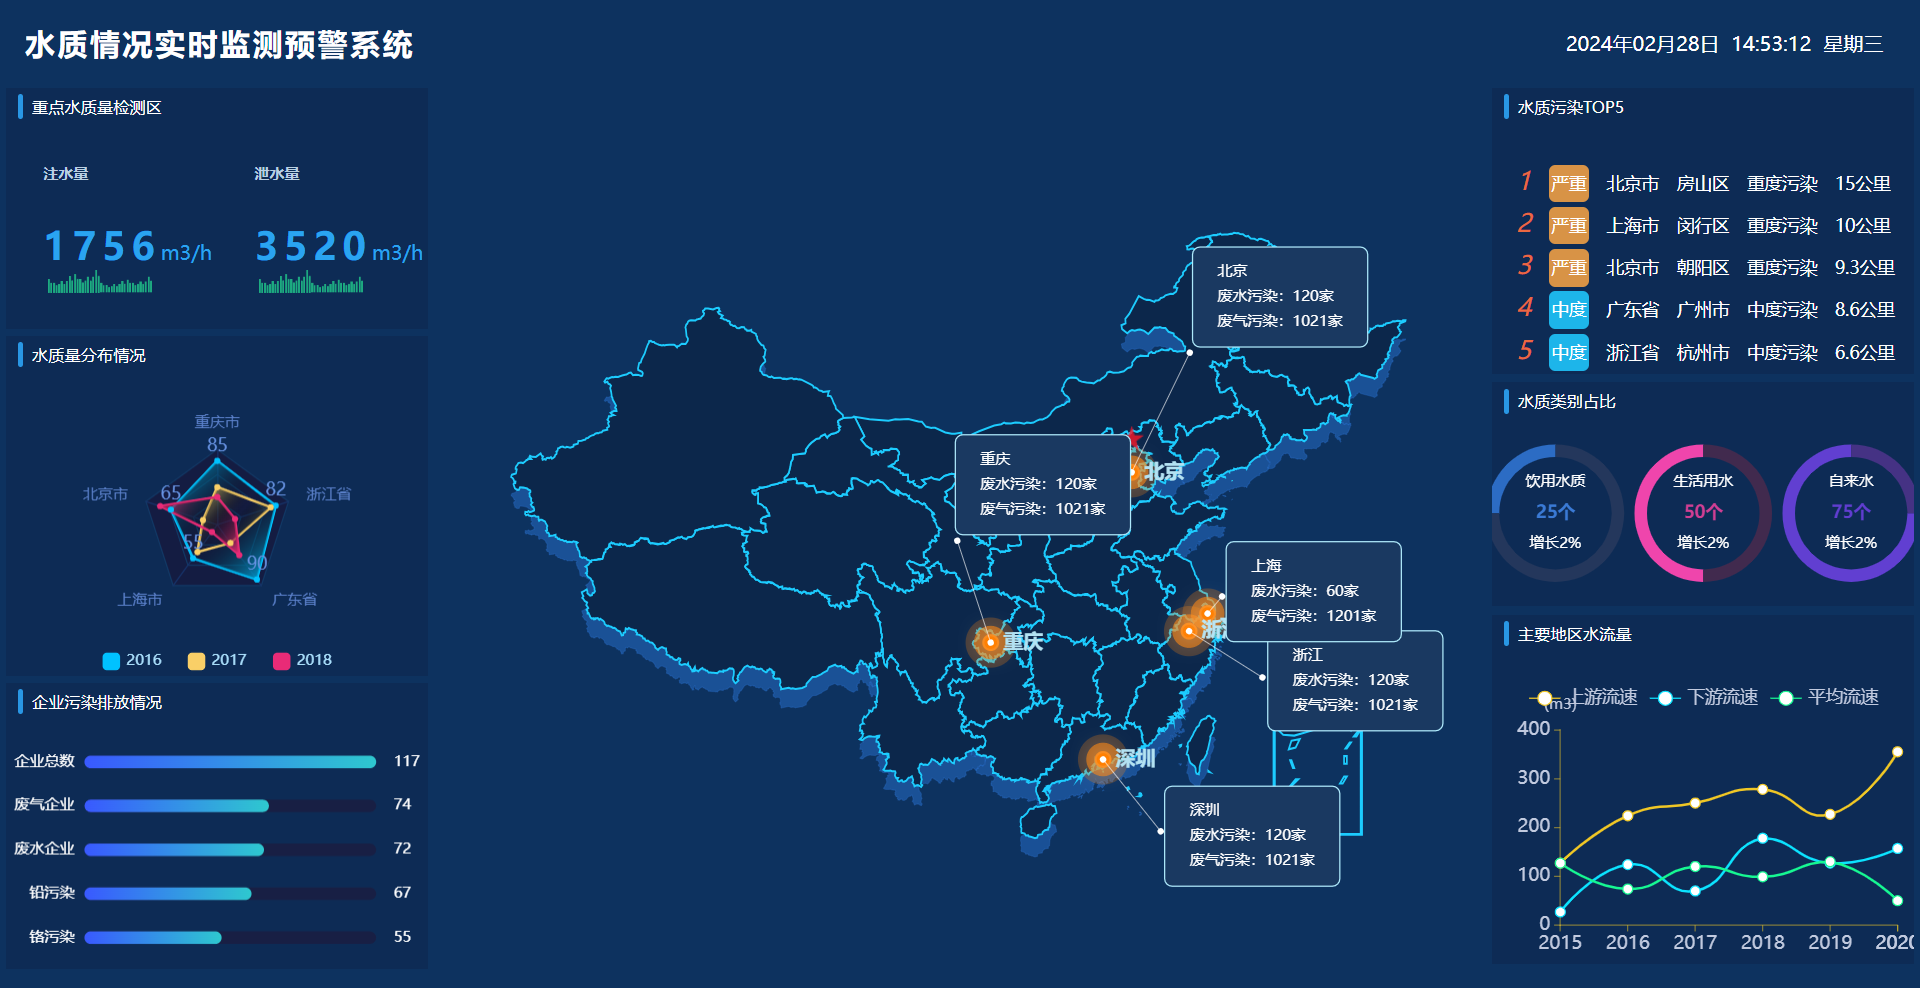 水质情况实时监测预警系统
2024年02月28日 14:53:12 星期三
重点水质量检测区
注水量
泄水量
1756 m3/h
3520 m3/h
水质量分布情况
重庆市
85
北京市
65
82
浙江省
55
90
上海市
广东省
2016 2017 2018
企业污染排放情况
企业总数 117
废气企业 74
废水企业 72
铅污染 67
铬污染 55
北京
废水污染：120家
废气污染：1021家
北京
重庆
废水污染：120家
废气污染：1021家
重庆
上海
废水污染：60家
废气污染：1201家
浙江
浙江
废水污染：120家
废气污染：1021家
深圳
深圳
废水污染：120家
废气污染：1021家
水质污染TOP5
1 严重 北京市 房山区 重度污染 15公里
2 严重 上海市 闵行区 重度污染 10公里
3 严重 北京市 朝阳区 重度污染 9.3公里
4 中度 广东省 广州市 中度污染 8.6公里
5 中度 浙江省 杭州市 中度污染 6.6公里
水质类别占比
饮用水质
25个
增长2%
生活用水
50个
增长2%
自来水
75个
增长2%
主要地区水流量
上游流速 下游流速 平均流速
(m3)
400
300
200
100
0
2015 2016 2017 2018 2019 2020